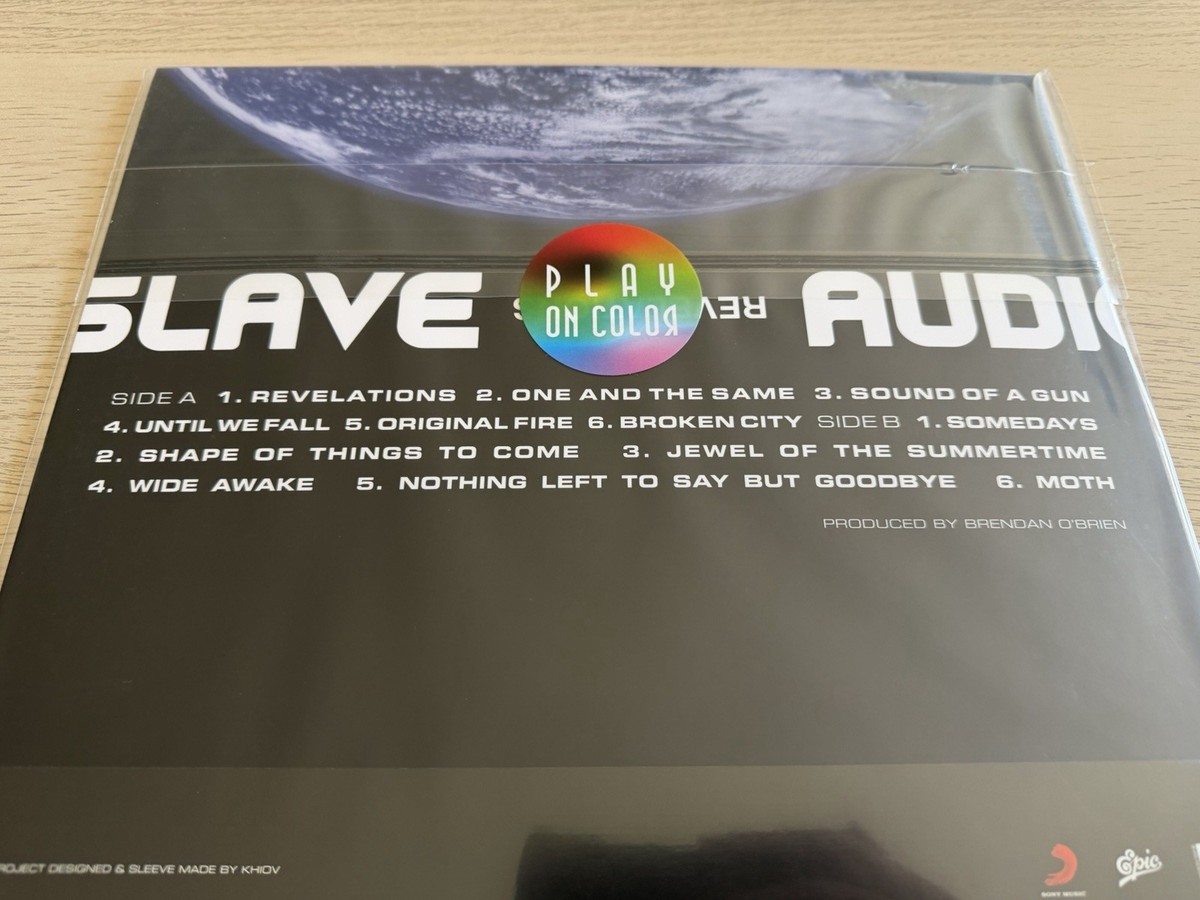 SLAVE REV AUDIO
PLAY
ON COLOR
SIDE A 1. REVELATIONS 2. ONE AND THE SAME 3. SOUND OF A GUN
4. UNTIL WE FALL 5. ORIGINAL FIRE 6. BROKEN CITY SIDE B 1. SOMEDAYS
2. SHAPE OF THINGS TO COME 3. JEWEL OF THE SUMMERTIME
4. WIDE AWAKE 5. NOTHING LEFT TO SAY BUT GOODBYE 6. MOTH
PRODUCED BY BRENDAN O'BRIEN
ROJECT DESIGNED & SLEEVE MADE BY KHIOV
SONY MUSIC
Epic